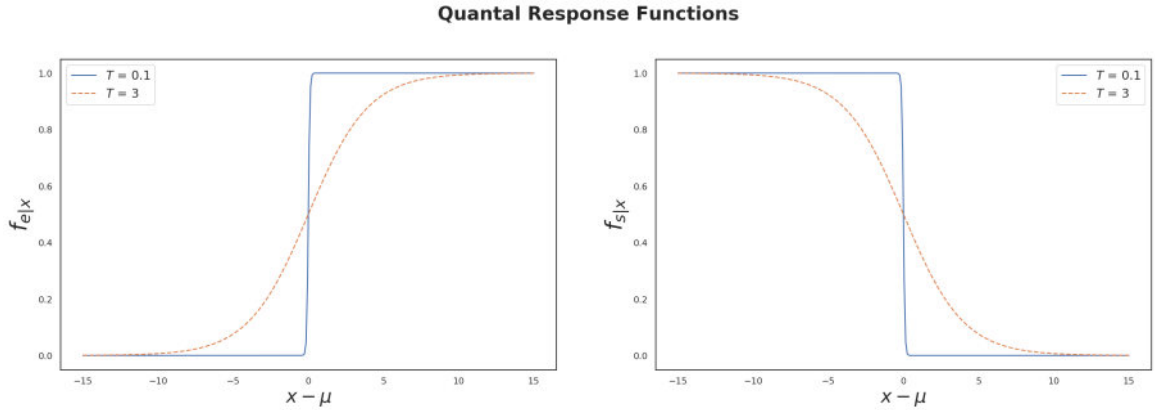 Quantal Response Functions
T = 0.1
T = 3
1.0
0.8
0.6
0.4
0.2
0.0
f_{e|x}
−15
−10
−5
0
5
10
15
x − μ
T = 0.1
T = 3
1.0
0.8
0.6
0.4
0.2
0.0
f_{s|x}
−15
−10
−5
0
5
10
15
x − μ